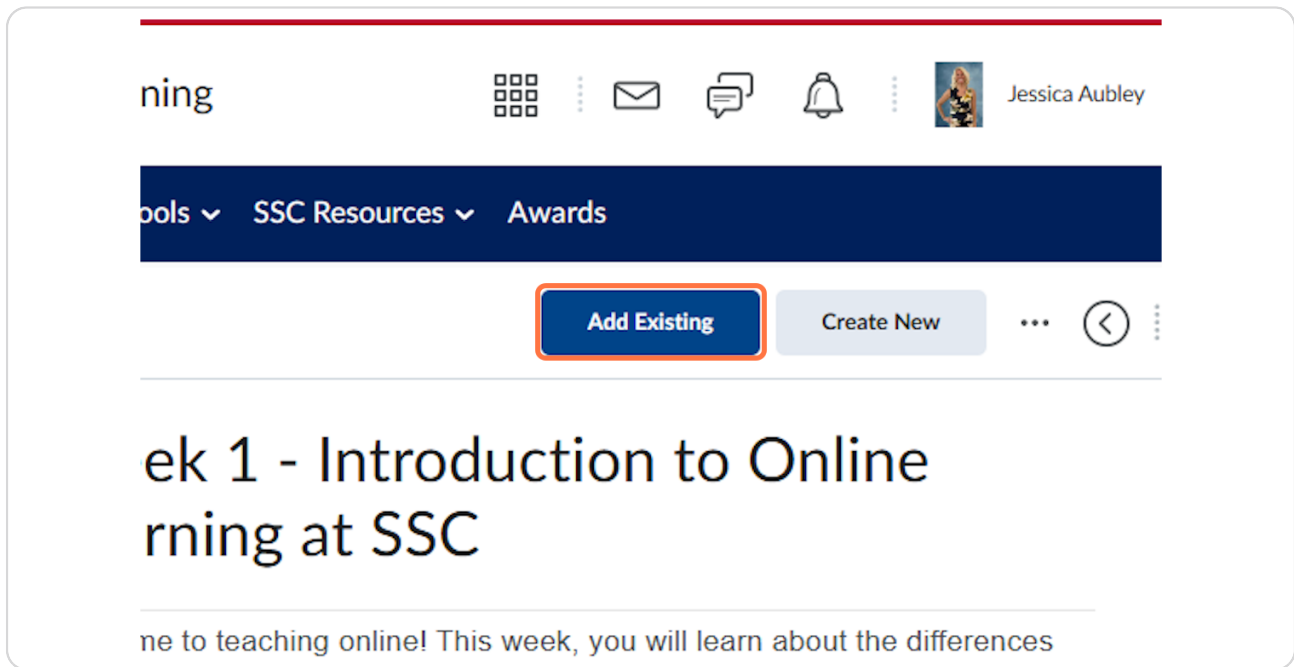 ning
Jessica Aubley
ools SSC Resources Awards
Add Existing Create New
ek 1 - Introduction to Online
rning at SSC
me to teaching online! This week, you will learn about the differences